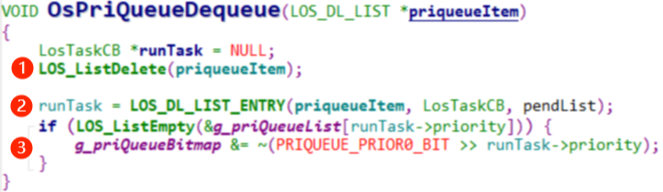 VOID OsPriQueueDequeue(LOS_DL_LIST *priqueueItem)
{
    LosTaskCB *runTask = NULL;
1   LOS_ListDelete(priqueueItem);

2   runTask = LOS_DL_LIST_ENTRY(priqueueItem, LosTaskCB, pendList);
    if (LOS_ListEmpty(&g_priQueueList[runTask->priority])) {
3       g_priQueueBitmap &= ~(PRIQUEUE_PRIOR0_BIT >> runTask->priority);
    }
}